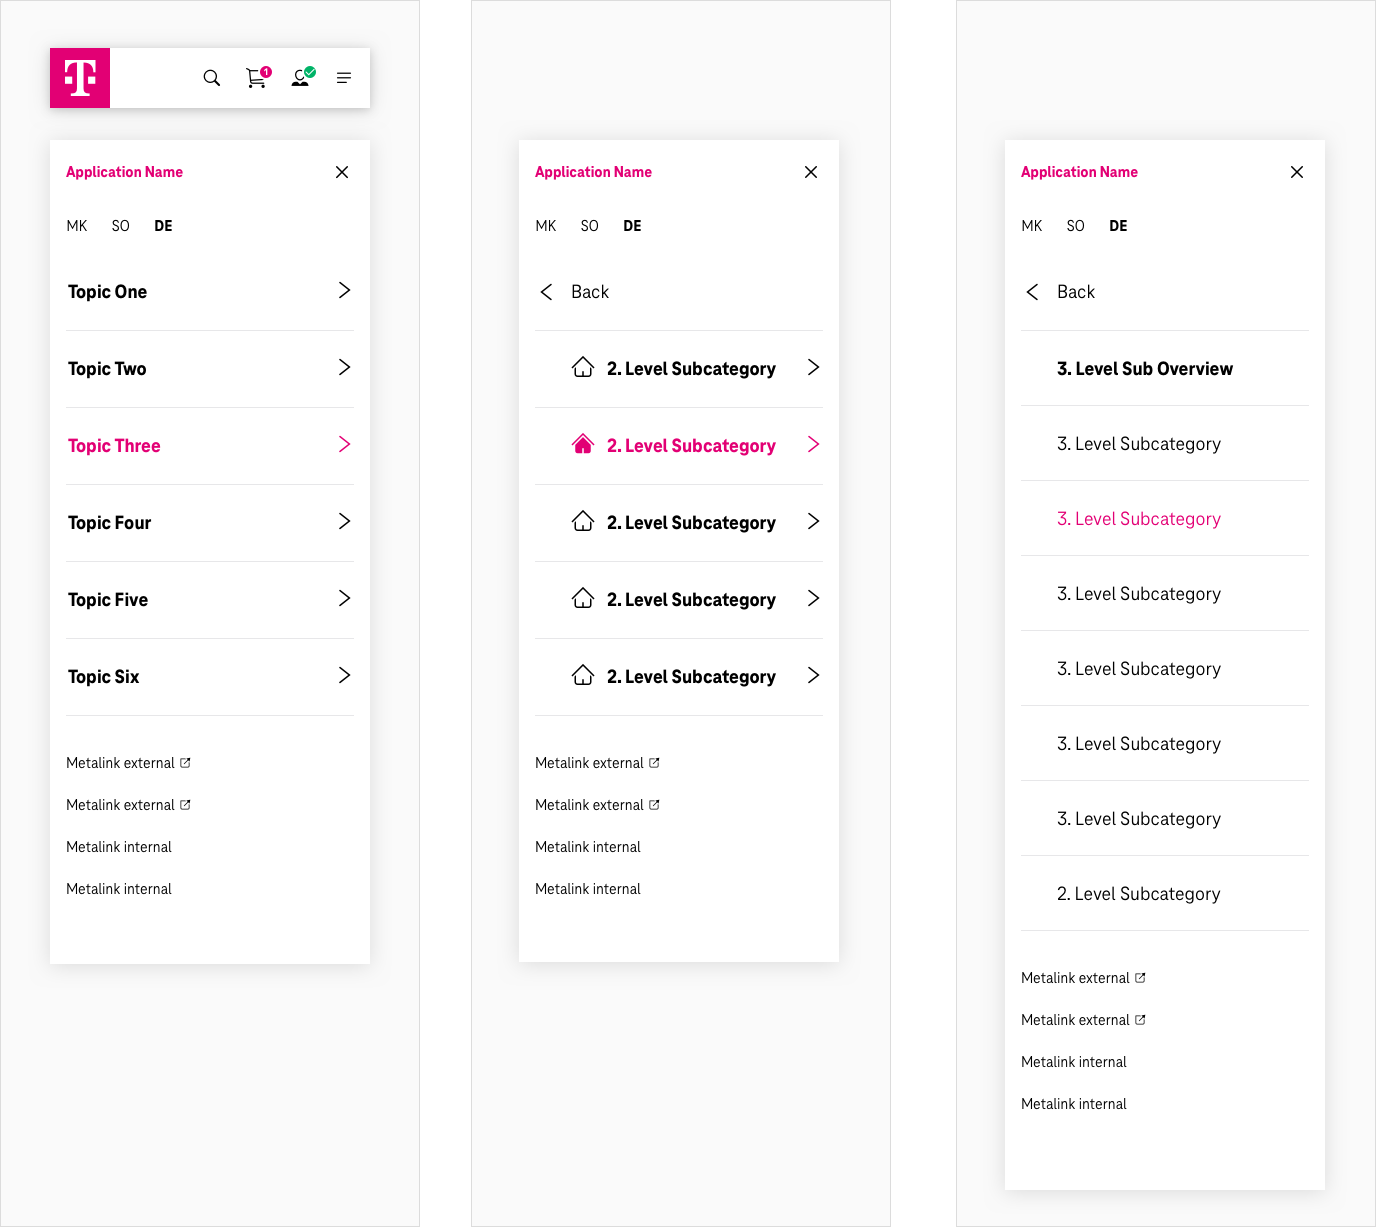 T
1
Application Name
MK SO DE
Topic One
Topic Two
Topic Three
Topic Four
Topic Five
Topic Six
Metalink external
Metalink external
Metalink internal
Metalink internal
Application Name
MK SO DE
Back
2. Level Subcategory
2. Level Subcategory
2. Level Subcategory
2. Level Subcategory
2. Level Subcategory
Metalink external
Metalink external
Metalink internal
Metalink internal
Application Name
MK SO DE
Back
3. Level Sub Overview
3. Level Subcategory
3. Level Subcategory
3. Level Subcategory
3. Level Subcategory
3. Level Subcategory
3. Level Subcategory
2. Level Subcategory
Metalink external
Metalink external
Metalink internal
Metalink internal